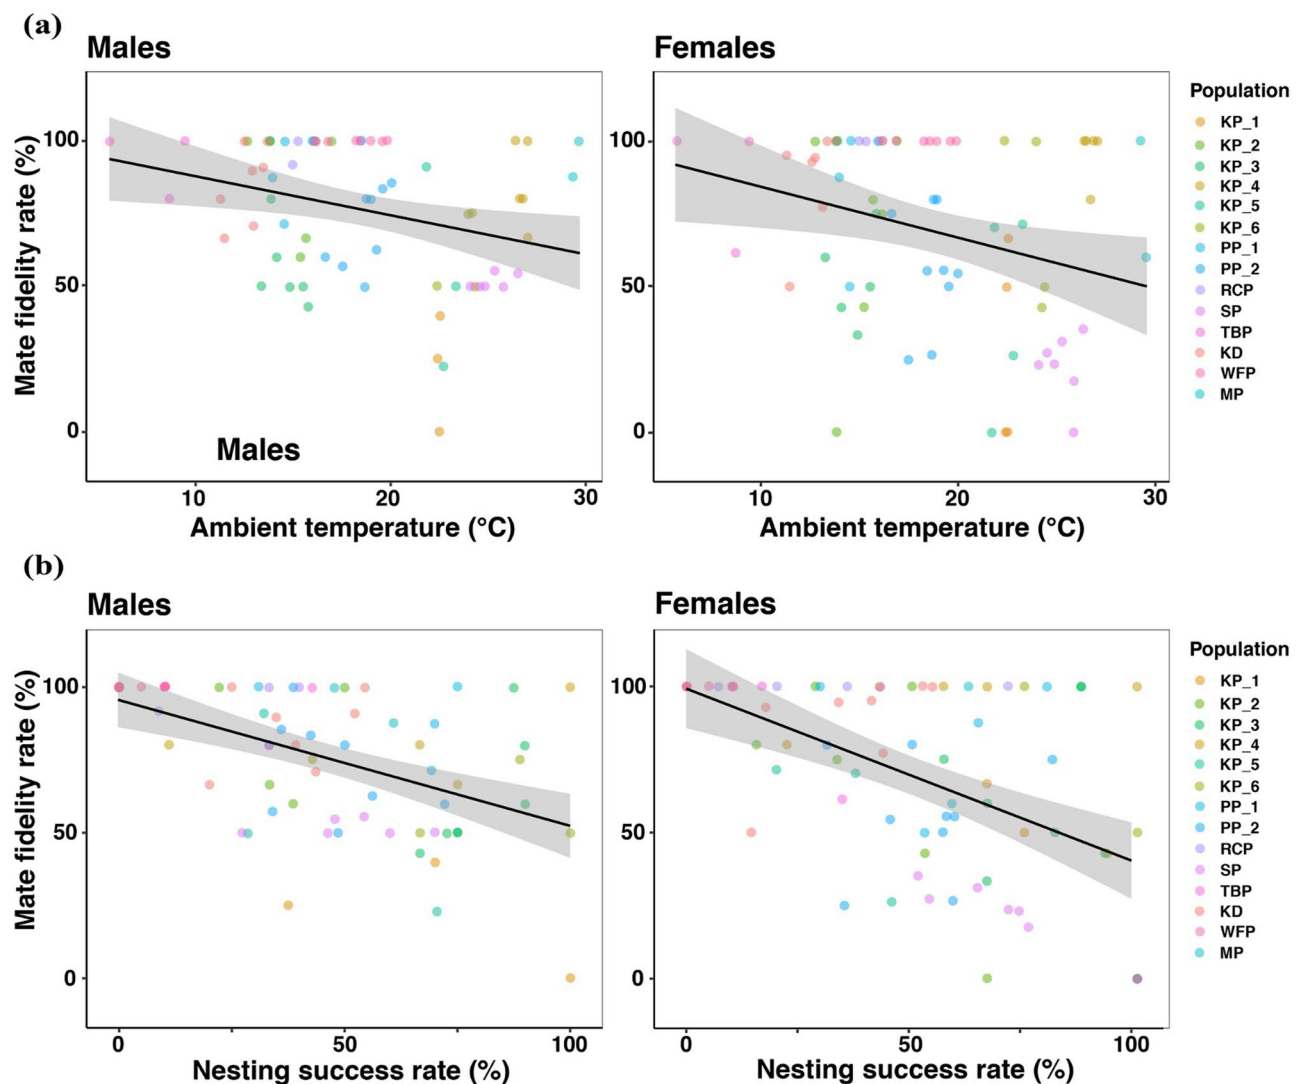 (a)
Males
Females
Mate fidelity rate (%)
100
50
0
Males
10
20
30
Ambient temperature (°C)
100
50
0
10
20
30
Ambient temperature (°C)
Population
KP_1
KP_2
KP_3
KP_4
KP_5
KP_6
PP_1
PP_2
RCP
SP
TBP
KD
WFP
MP
(b)
Males
Females
Mate fidelity rate (%)
100
50
0
0
50
100
Nesting success rate (%)
100
50
0
0
50
100
Nesting success rate (%)
Population
KP_1
KP_2
KP_3
KP_4
KP_5
KP_6
PP_1
PP_2
RCP
SP
TBP
KD
WFP
MP